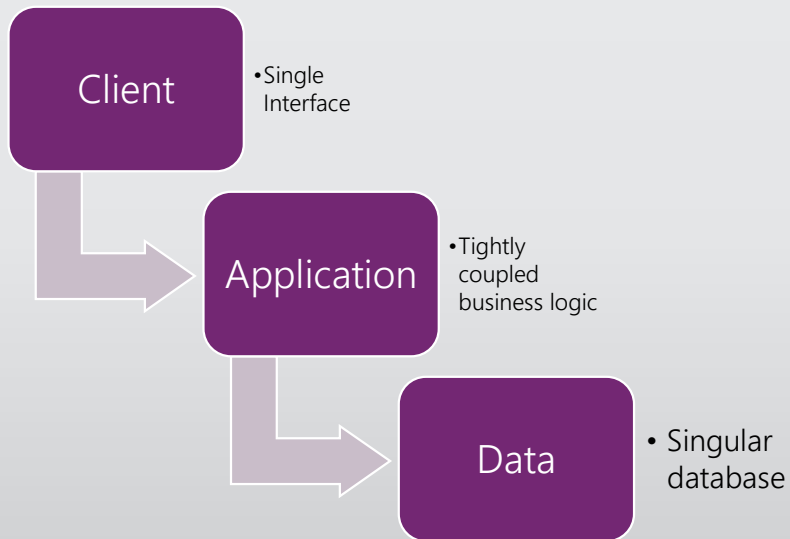 Client
•Single
Interface
Application
•Tightly
coupled
business logic
Data
• Singular
database